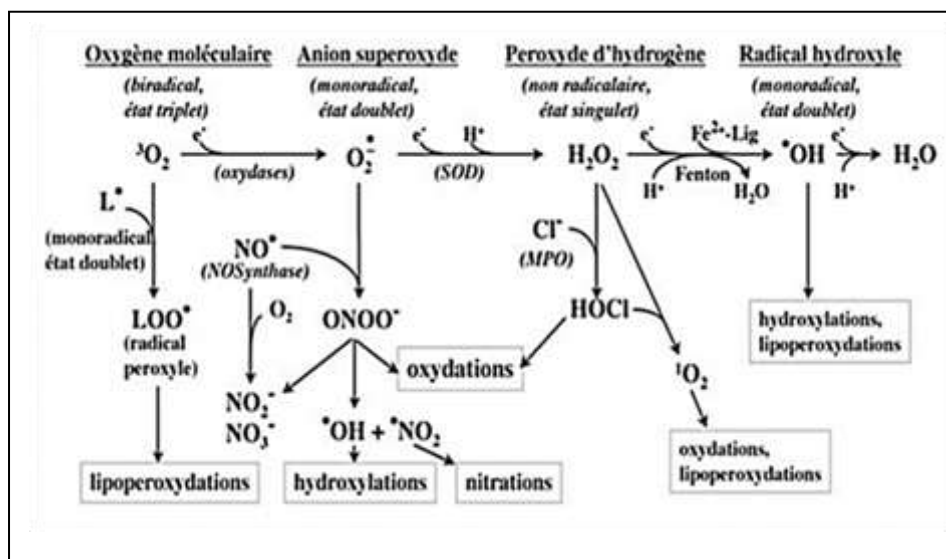 Oxygène moléculaire
(biradical,
état triplet)
Anion superoxyde
(monoradical,
état doublet)
Peroxyde d'hydrogène
(non radicalaire,
état singulet)
Radical hydroxyle
(monoradical,
état doublet)
³O₂
e⁻
(oxydases)
O₂•⁻
e⁻
H⁺
(SOD)
H₂O₂
e⁻
Fe²⁺-Lig
H⁺
Fenton
H₂O
•OH
e⁻
H⁺
H₂O
L•
(monoradical,
état doublet)
NO•
(NOSynthase)
Cl⁻
(MPO)
LOO•
(radical
peroxyle)
O₂
ONOO⁻
HOCl
hydroxylations,
lipoperoxydations
oxydations
¹O₂
NO₂⁻
NO₃⁻
•OH + •NO₂
oxydations,
lipoperoxydations
lipoperoxydations
hydroxylations
nitrations